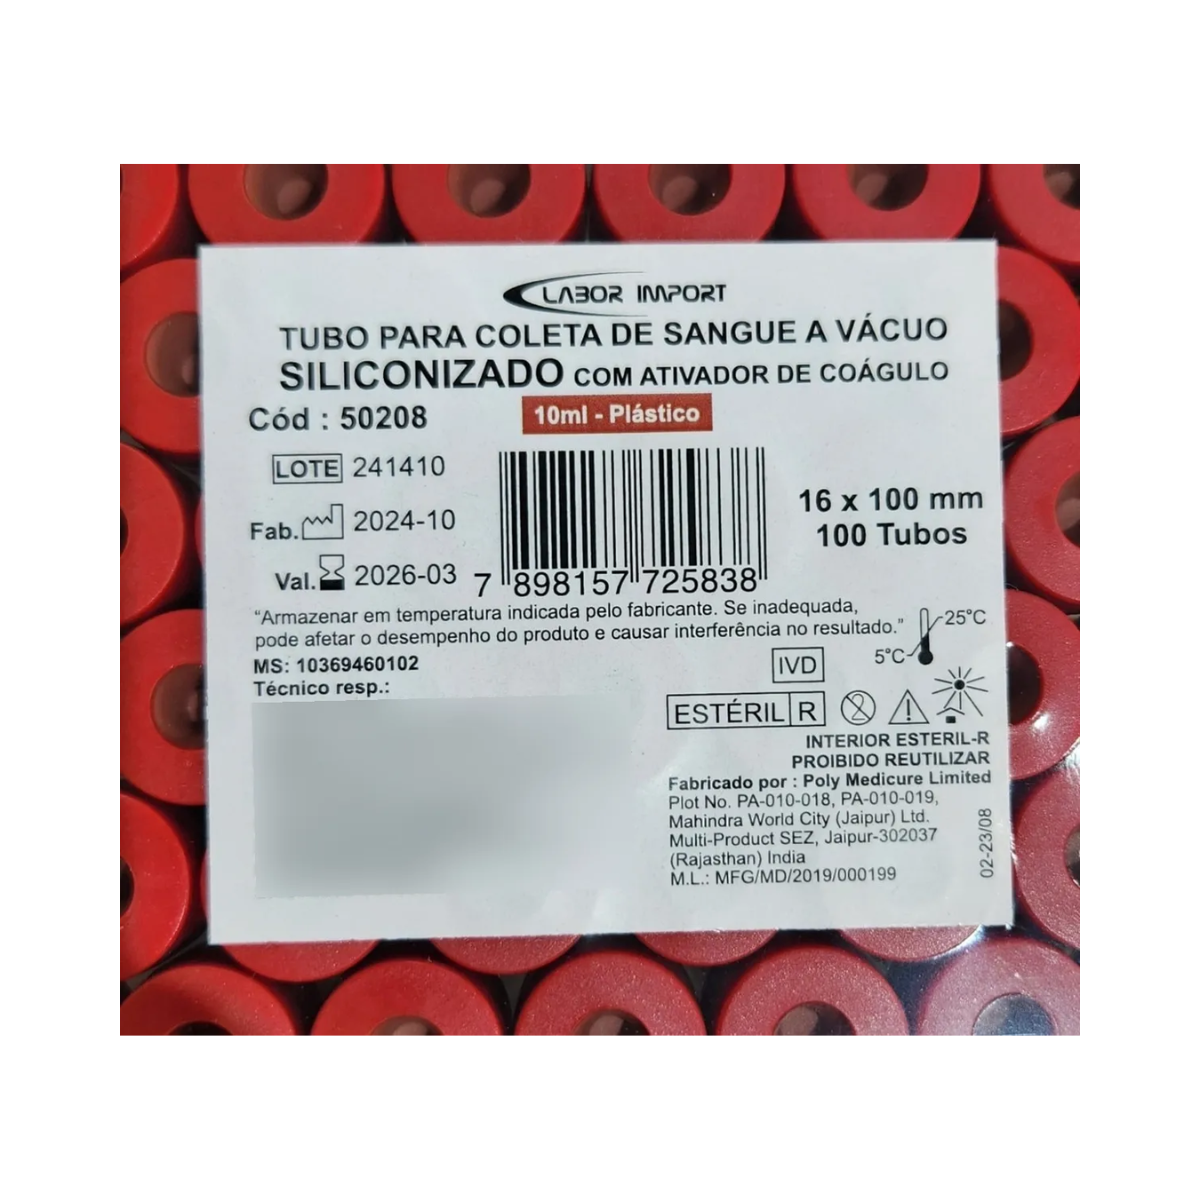 LABOR IMPORT
TUBO PARA COLETA DE SANGUE A VÁCUO
SILICONIZADO COM ATIVADOR DE COÁGULO
Cód : 50208
10ml - Plástico
LOTE 241410
Fab. 2024-10
Val. 2026-03
7 898157 725838
16 x 100 mm
100 Tubos
“Armazenar em temperatura indicada pelo fabricante. Se inadequada,
pode afetar o desempenho do produto e causar interferência no resultado.”
25°C
5°C
MS: 10369460102
Técnico resp.:
IVD
ESTÉRIL R
2
INTERIOR ESTERIL-R
PROIBIDO REUTILIZAR
Fabricado por : Poly Medicure Limited
Plot No. PA-010-018, PA-010-019,
Mahindra World City (Jaipur) Ltd.
Multi-Product SEZ, Jaipur-302037
(Rajasthan) India
M.L.: MFG/MD/2019/000199
02-23/08